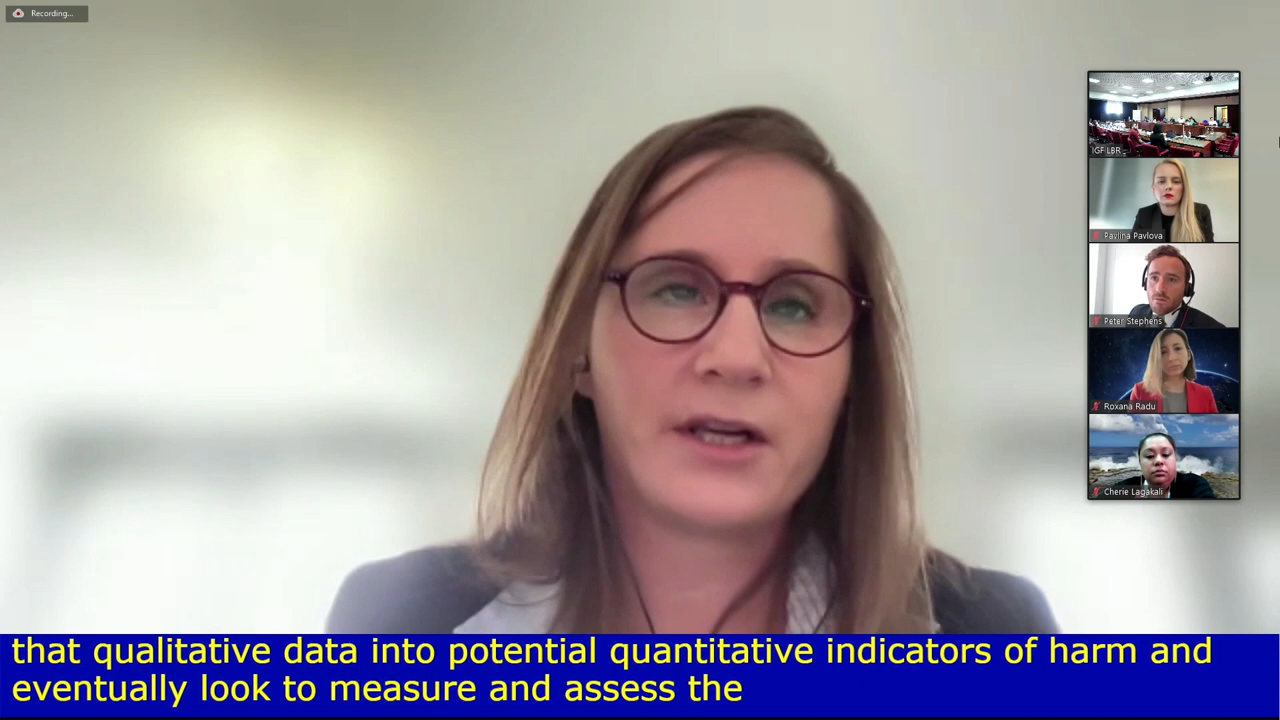 Recording...
IGF LBR
Pavlina Pavlova
Peter Stephens
Roxana Radu
Cherie Lagakali
that qualitative data into potential quantitative indicators of harm and
eventually look to measure and assess the